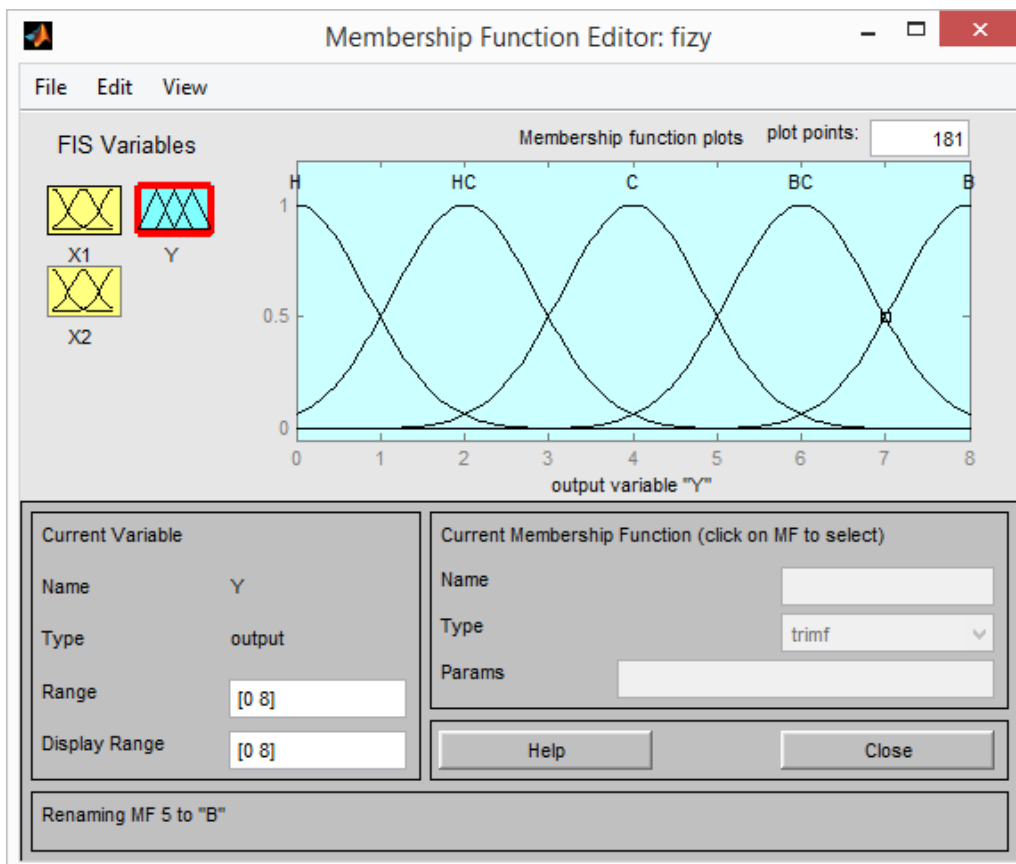 Membership Function Editor: fizy
File Edit View
FIS Variables
Membership function plots plot points: 181
H HC C BC B
X1 Y
X2
1
0.5
0
0 1 2 3 4 5 6 7 8
output variable "Y"
Current Variable
Name Y
Type output
Range [0 8]
Display Range [0 8]
Current Membership Function (click on MF to select)
Name
Type trimf
Params
Help Close
Renaming MF 5 to "B"